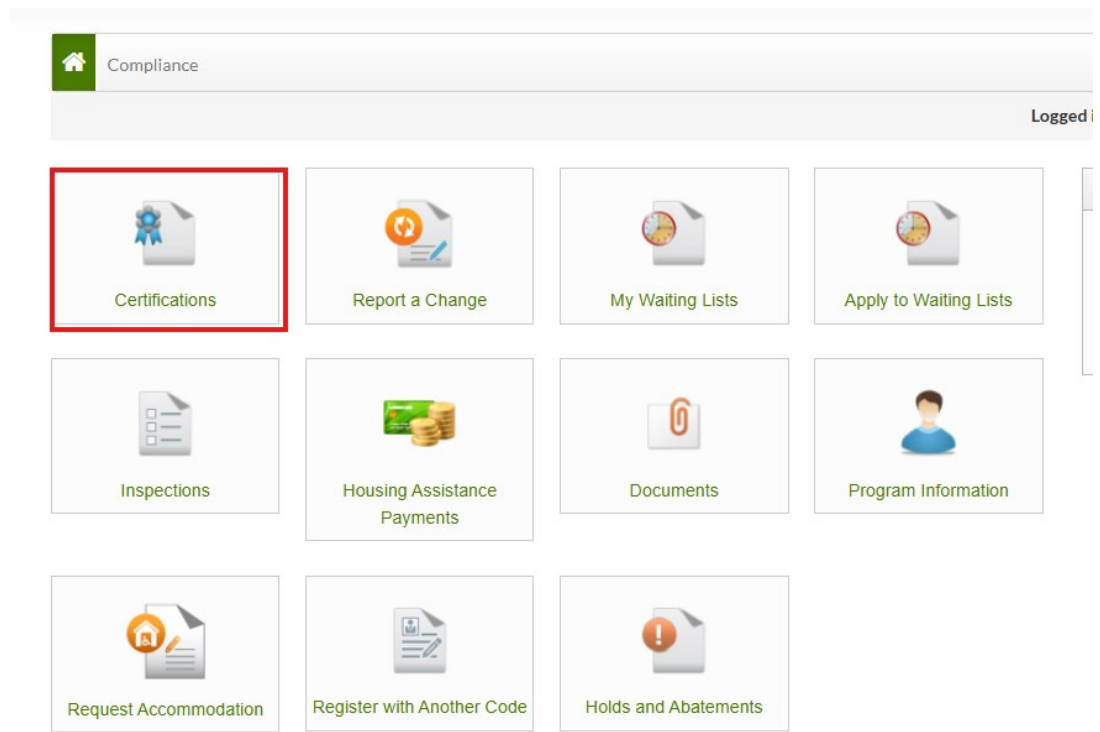 Compliance
Logged i
Certifications
Report a Change
My Waiting Lists
Apply to Waiting Lists
Inspections
Housing Assistance
Payments
Documents
Program Information
Request Accommodation
Register with Another Code
Holds and Abatements